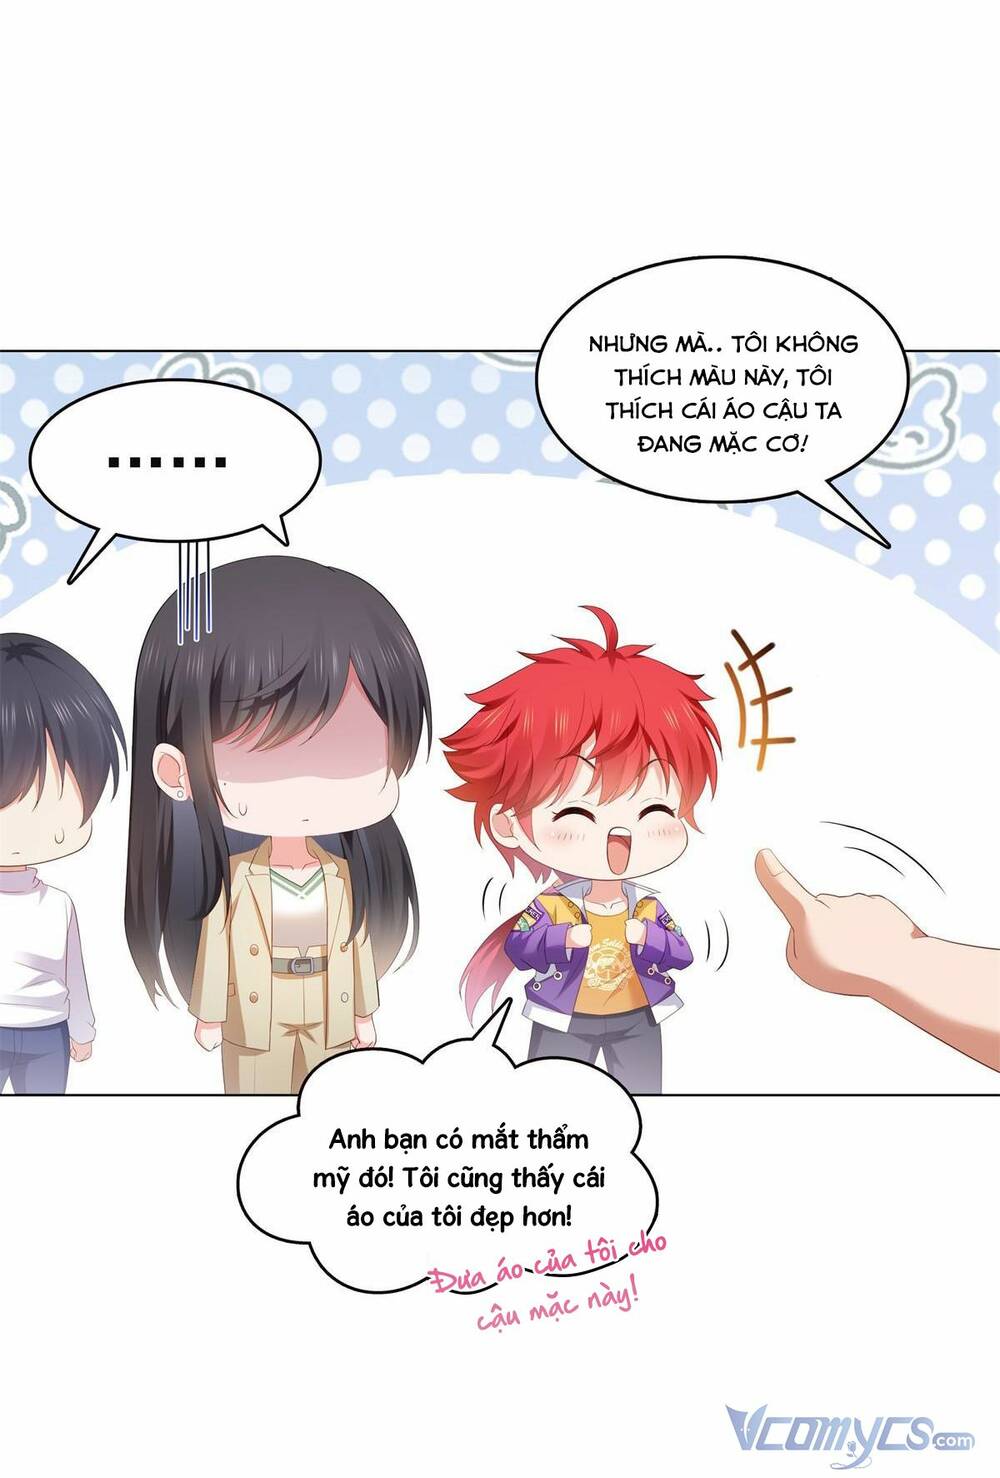 NHƯNG MÀ.. TÔI KHÔNG
THÍCH MÀU NÀY, TÔI
THÍCH CÁI ÁO CẬU TA
ĐANG MẶC CƠ!
......
Anh bạn có mắt thẩm
mỹ đó! Tôi cũng thấy cái
áo của tôi đẹp hơn!
Đưa áo của tôi cho
cậu mặc này!
VCOMYCS.com